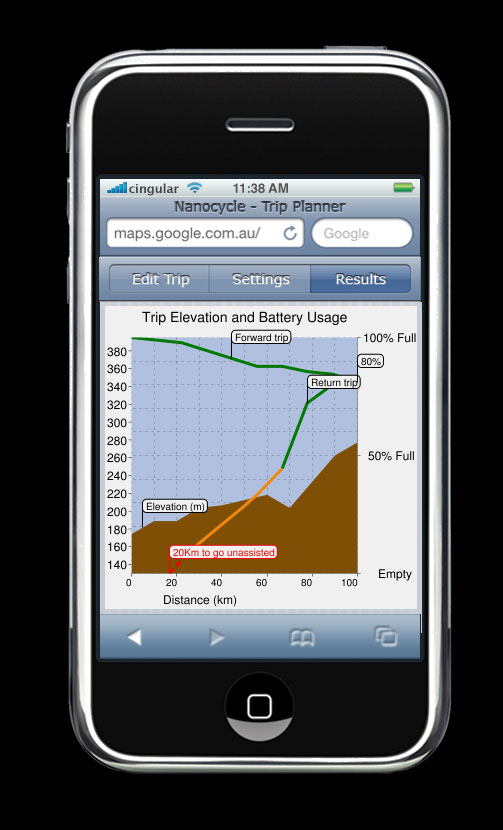 cingular 11:38 AM
Nanocycle - Trip Planner
maps.google.com.au/ Google
Edit Trip Settings Results
Trip Elevation and Battery Usage
Forward trip 100% Full
380
80%
360
Return trip
340
320
300
280
260 50% Full
240
220
200
Elevation (m)
180
160
20Km to go unassisted
140
Empty
0 20 40 60 80 100
Distance (km)